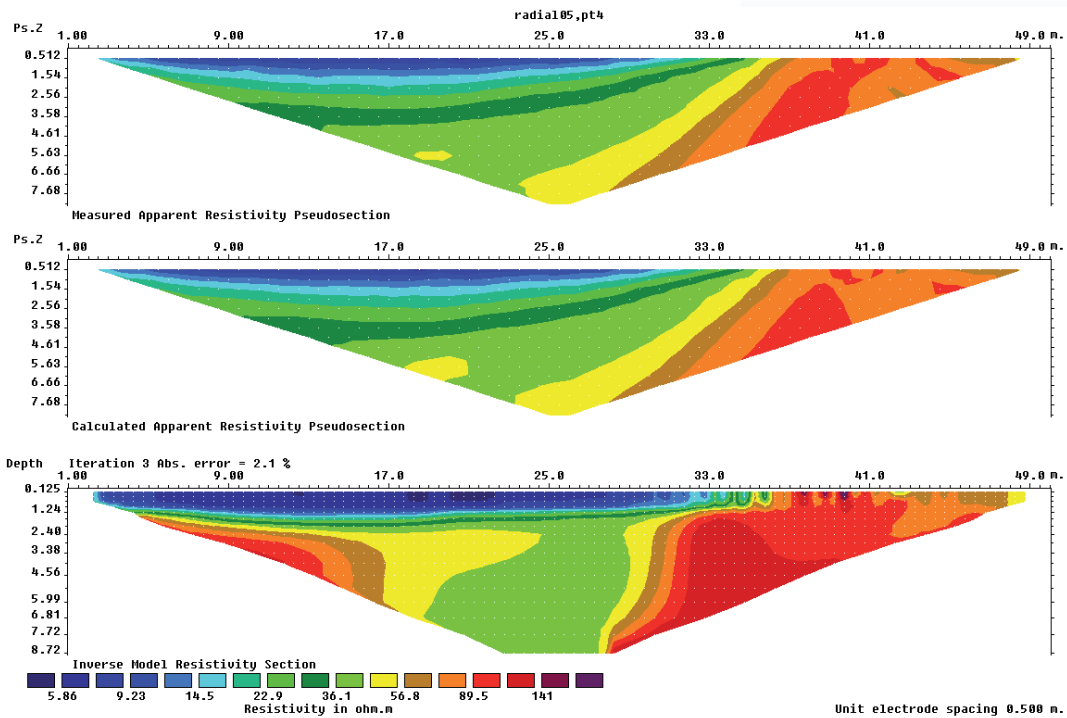 radial05,pt4
Ps.Z
1.00 9.00 17.0 25.0 33.0 41.0 49.0 m.
0.512
1.54
2.56
3.58
4.61
5.63
6.66
7.68
Measured Apparent Resistivity Pseudosection
Ps.Z
1.00 9.00 17.0 25.0 33.0 41.0 49.0 m.
0.512
1.54
2.56
3.58
4.61
5.63
6.66
7.68
Calculated Apparent Resistivity Pseudosection
Depth Iteration 3 Abs. error = 2.1 %
1.00 9.00 17.0 25.0 33.0 41.0 49.0 m.
0.125
1.24
2.40
3.38
4.56
5.99
6.81
7.72
8.72
Inverse Model Resistivity Section
5.86 9.23 14.5 22.9 36.1 56.8 89.5 141
Resistivity in ohm.m Unit electrode spacing 0.500 m.